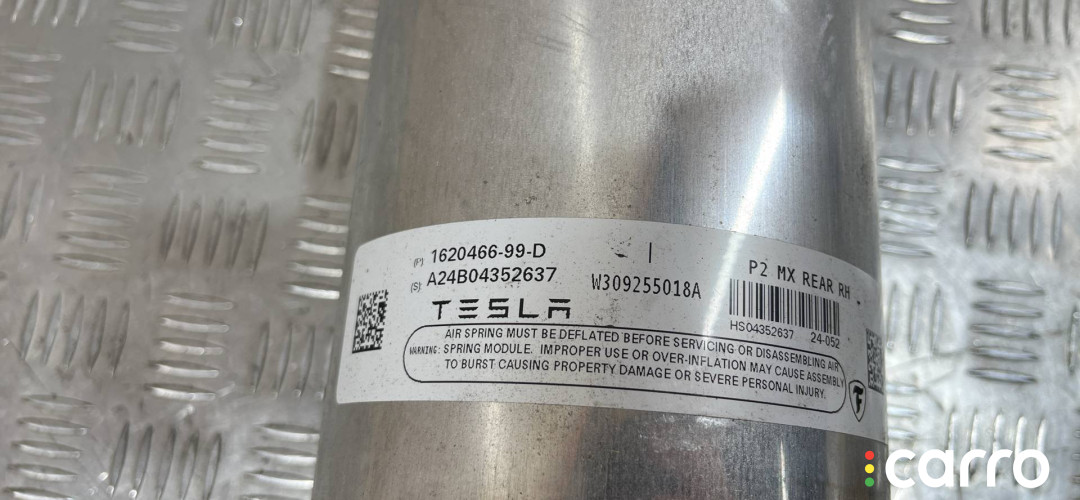 (P) 1620466-99-D
(S) A24B04352637
TESLA
W309255018A
P2 MX REAR RH -
HS04352637 24-052
AIR SPRING MUST BE DEFLATED BEFORE SERVICING OR DISASSEMBLING AIR
WARNING: SPRING MODULE. IMPROPER USE OR OVER-INFLATION MAY CAUSE ASSEMBLY
TO BURST CAUSING PROPERTY DAMAGE OR SEVERE PERSONAL INJURY.
F
carro